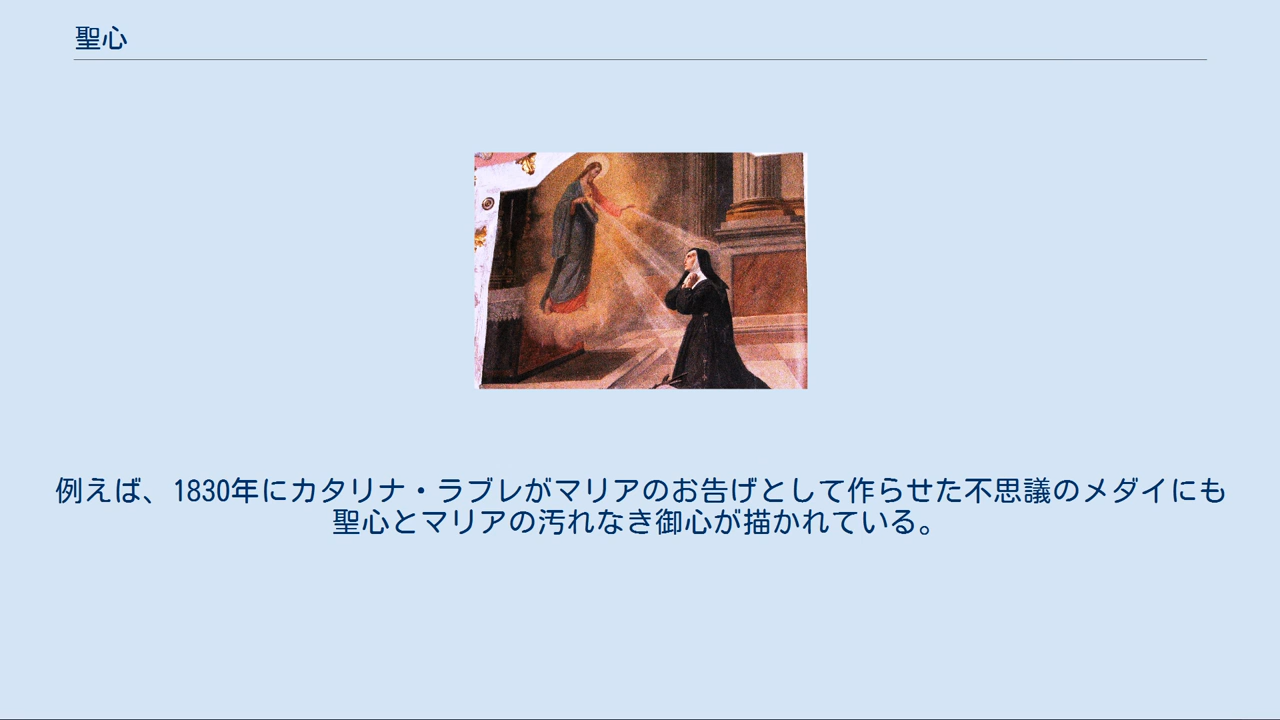 聖心
例えば、1830年にカタリナ・ラブレがマリアのお告げとして作らせた不思議のメダイにも
聖心とマリアの汚れなき御心が描かれている。